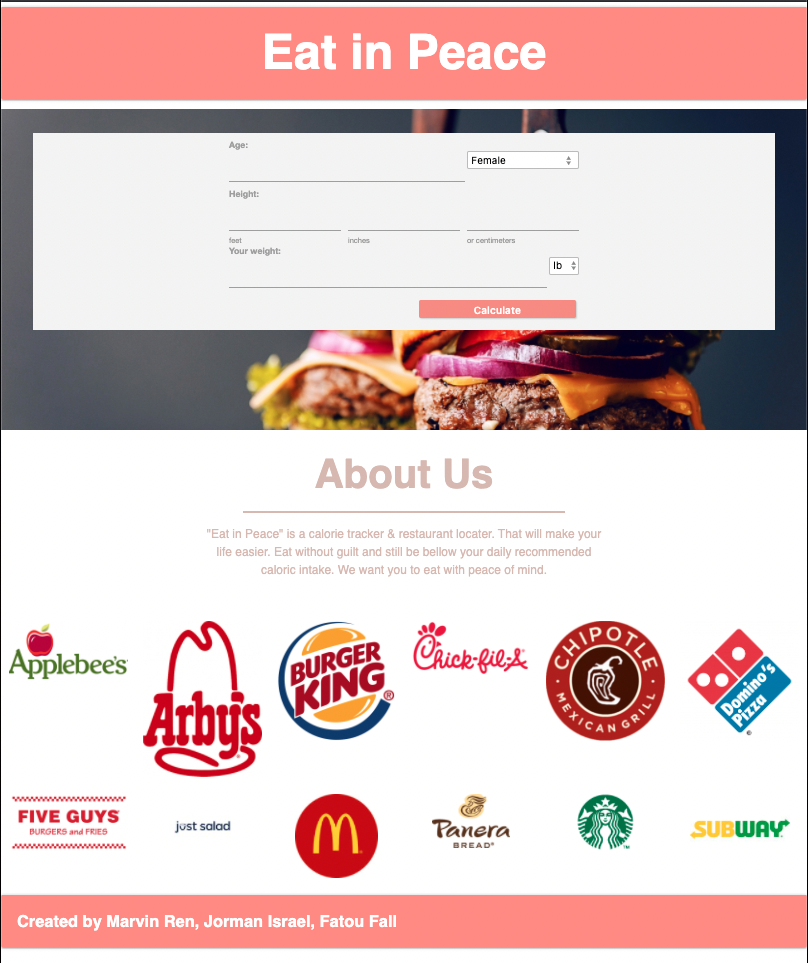 Eat in Peace
Age:
Female
Height:
feet
inches
or centimeters
Your weight:
lb
Calculate
About Us
"Eat in Peace" is a calorie tracker & restaurant locater. That will make your
life easier. Eat without guilt and still be bellow your daily recommended
caloric intake. We want you to eat with peace of mind.
Applebee's
Arby's
BURGER
KING®
Chick-fil-A
CHIPOTLE
MEXICAN GRILL
Domino's
Pizza
FIVE GUYS
BURGERS and FRIES
just salad
Panera
BREAD®
SUBWAY
Created by Marvin Ren, Jorman Israel, Fatou Fall